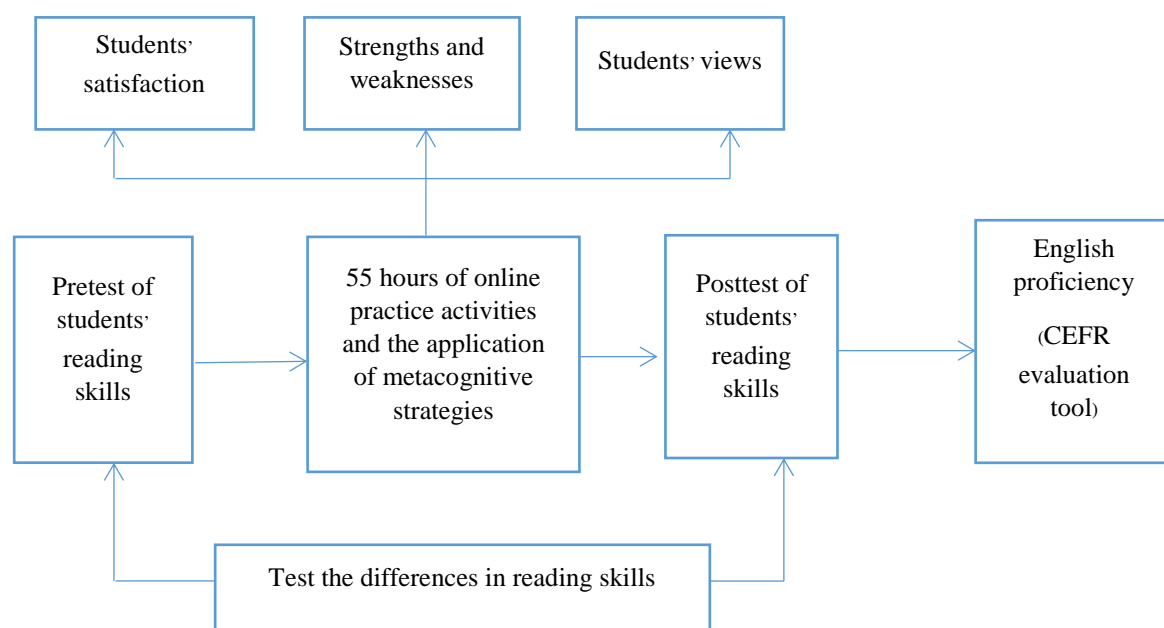 Students’
satisfaction
Strengths and
weaknesses
Students’ views
Pretest of
students’
reading
skills
55 hours of online
practice activities
and the application
of metacognitive
strategies
Posttest of
students’
reading
skills
English
proficiency
(CEFR
evaluation
tool)
Test the differences in reading skills